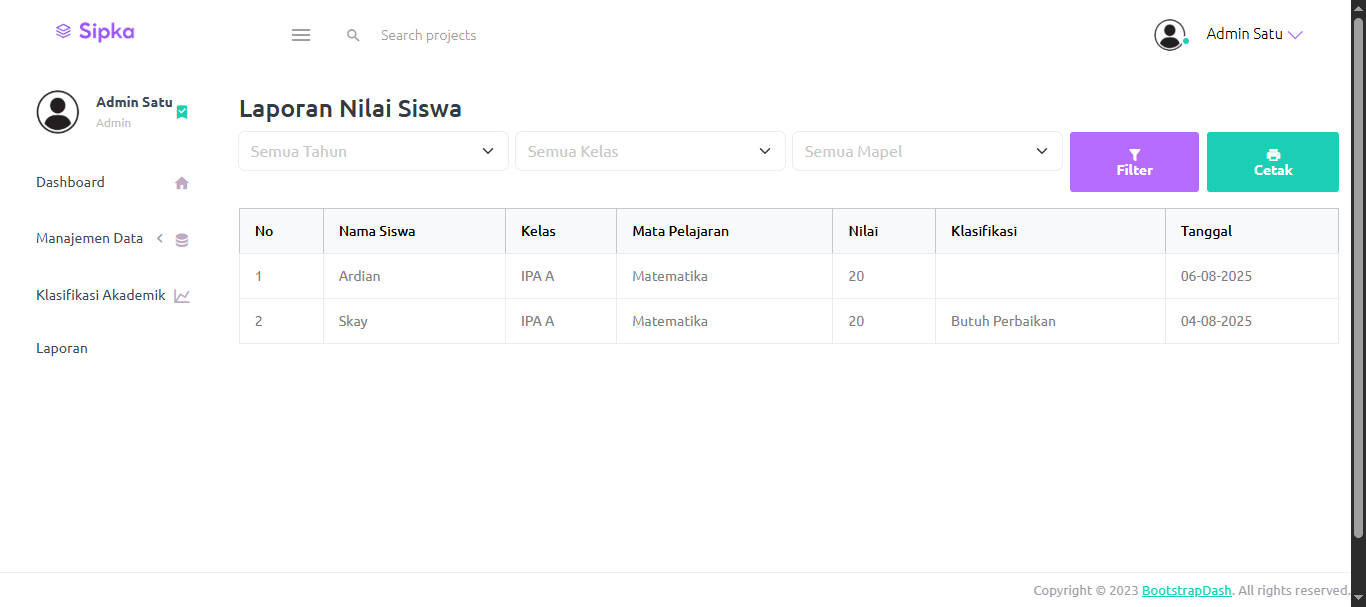 Sipka
Search projects
Admin Satu
Admin Satu
Admin
Dashboard
Manajemen Data
Klasifikasi Akademik
Laporan
Laporan Nilai Siswa
Semua Tahun Semua Kelas Semua Mapel Filter Cetak
No Nama Siswa Kelas Mata Pelajaran Nilai Klasifikasi Tanggal
1 Ardian IPA A Matematika 20 06-08-2025
2 Skay IPA A Matematika 20 Butuh Perbaikan 04-08-2025
Copyright © 2023 BootstrapDash. All rights reserved.